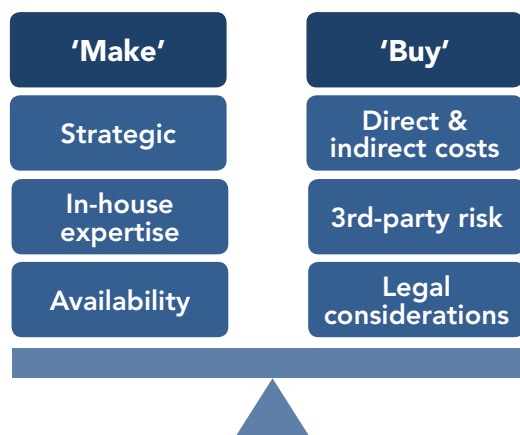 ‘Make’
Strategic
In-house
expertise
Availability
‘Buy’
Direct &
indirect costs
3rd-party risk
Legal
considerations